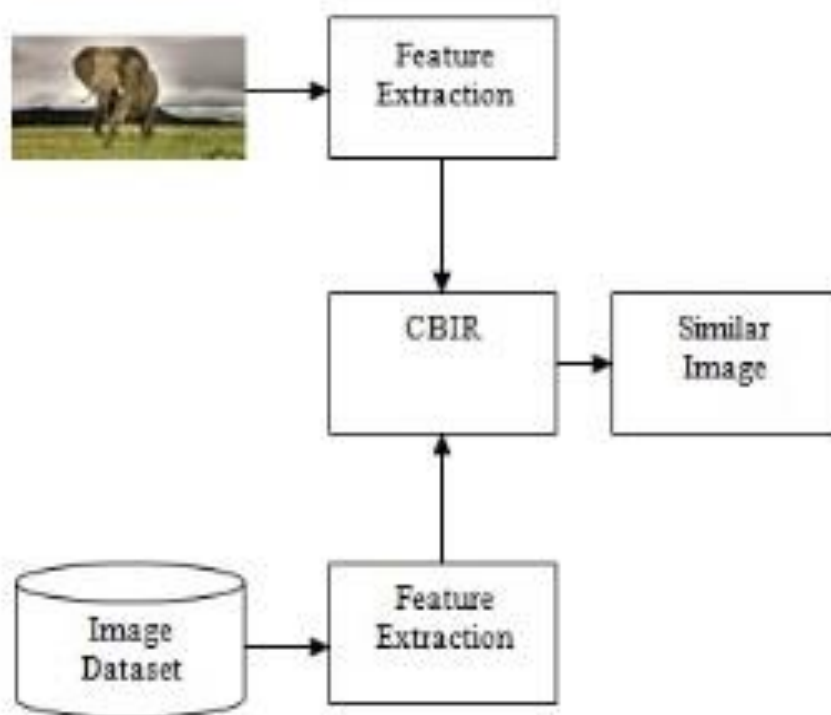 Feature
Extraction
CBIR
Similar
Image
Image
Dataset
Feature
Extraction